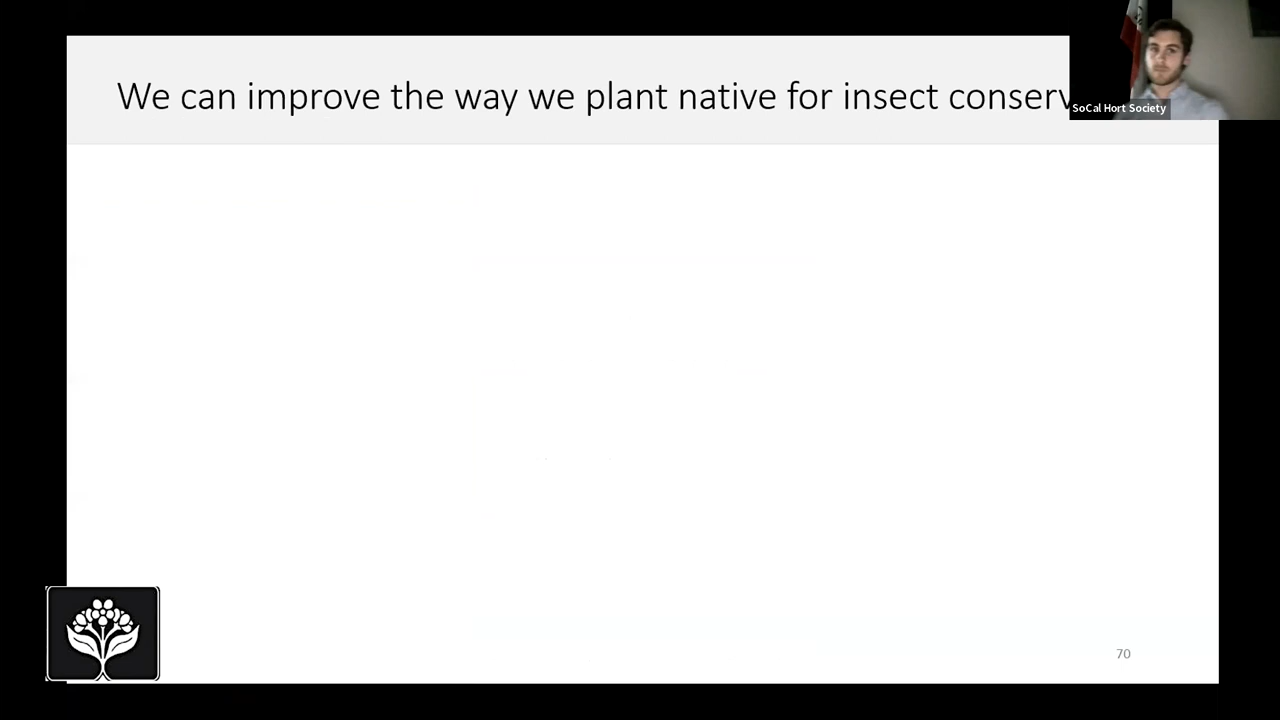 We can improve the way we plant native for insect conserv
SoCal Hort Society
70